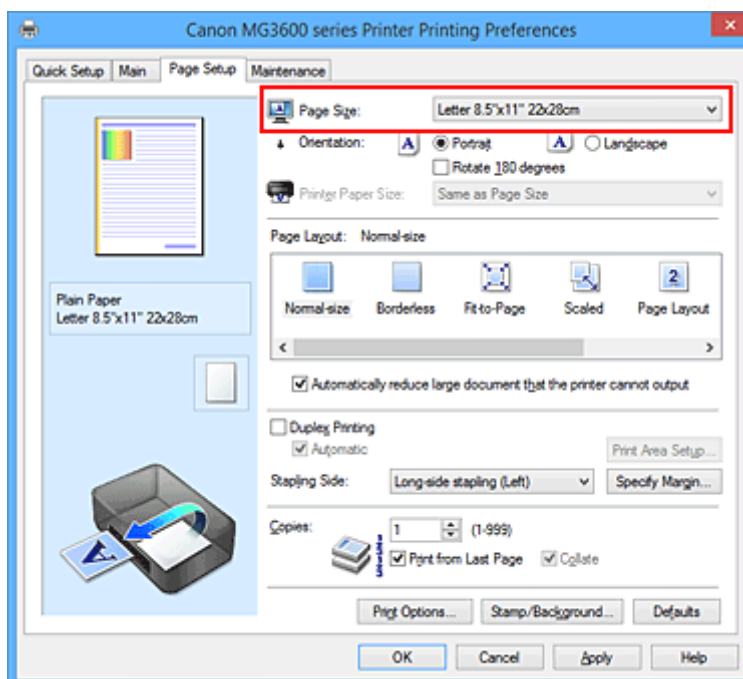 Canon MG3600 series Printer Printing Preferences
Quick Setup Main Page Setup Maintenance
Page Size: Letter 8.5"x11" 22x28cm
Orientation: A Portrait A Landscape
Rotate 180 degrees
Printer Paper Size: Same as Page Size
Page Layout: Normal-size
2
Normal-size Borderless Fit-to-Page Scaled Page Layout
Plain Paper
Letter 8.5"x11" 22x28cm
Automatically reduce large document that the printer cannot output
Duplex Printing
Automatic Print Area Setup...
Stapling Side: Long-side stapling (Left) Specify Margin...
Copies: 1 (1-999)
Print from Last Page Collate
Print Options... Stamp/Background... Defaults
OK Cancel Apply Help